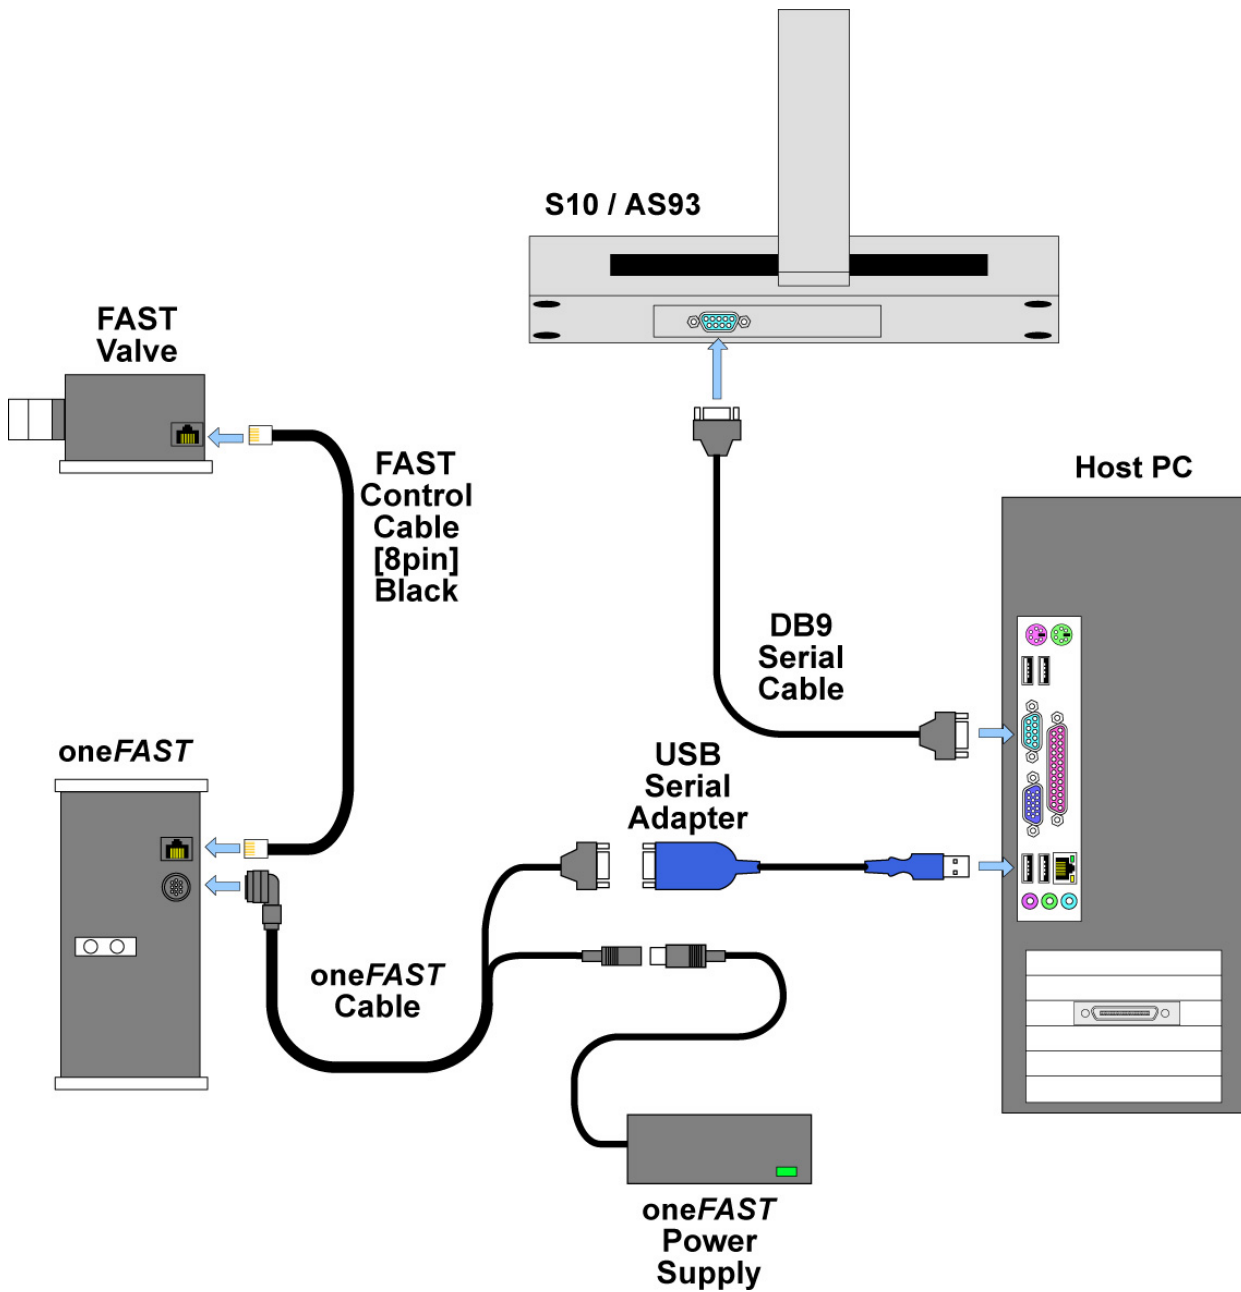 S10 / AS93
FAST
Valve
FAST
Control
Cable
[8pin]
Black
Host PC
DB9
Serial
Cable
oneFAST
USB
Serial
Adapter
oneFAST
Cable
oneFAST
Power
Supply